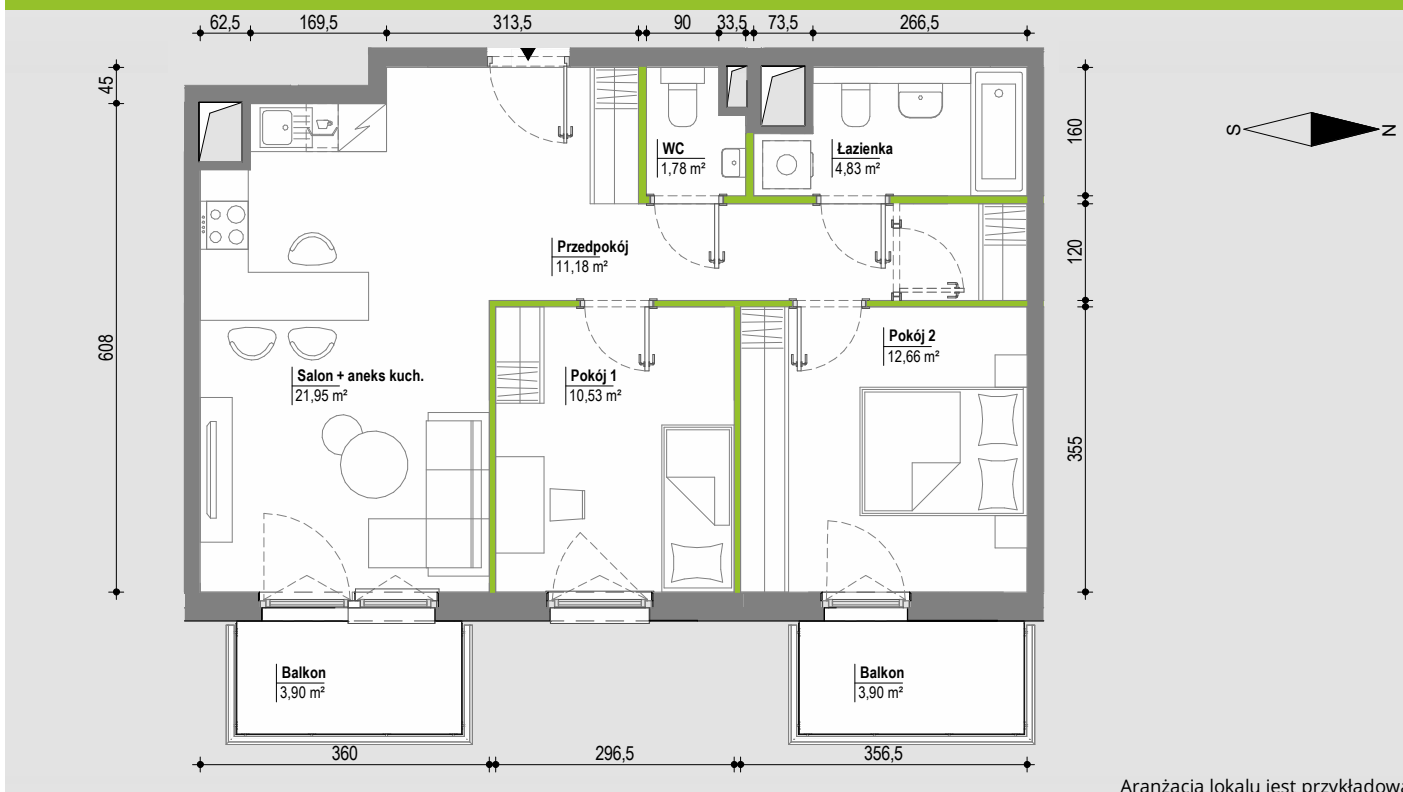 62,5 169,5 313,5 90 33,5 73,5 266,5
45
160
S N
WC
1,78 m²
Łazienka
4,83 m²
120
Przedpokój
11,18 m²
608
Pokój 2
12,66 m²
Salon + aneks kuch.
21,95 m²
Pokój 1
10,53 m²
355
Balkon
3,90 m²
Balkon
3,90 m²
360 296,5 356,5
Aranżacja lokalu jest przykładowa